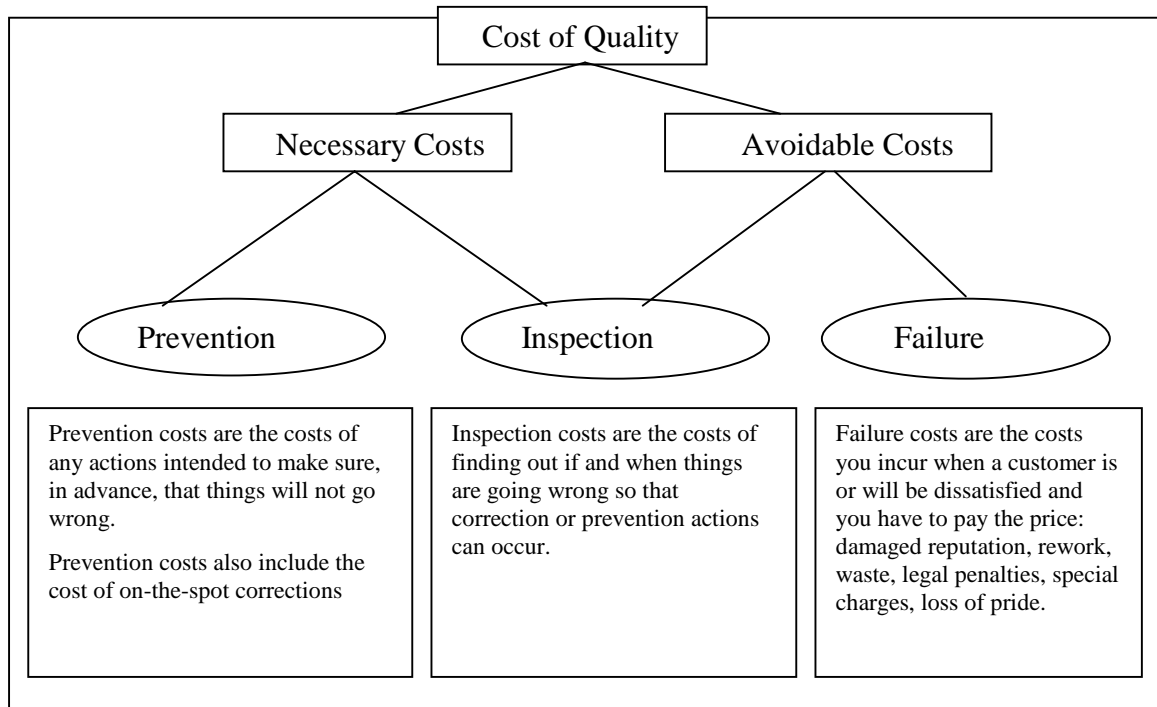 Cost of Quality
Necessary Costs
Avoidable Costs
Prevention
Inspection
Failure
Prevention costs are the costs of
any actions intended to make sure,
in advance, that things will not go
wrong.
Prevention costs also include the
cost of on-the-spot corrections
Inspection costs are the costs of
finding out if and when things
are going wrong so that
correction or prevention actions
can occur.
Failure costs are the costs
you incur when a customer is
or will be dissatisfied and
you have to pay the price:
damaged reputation, rework,
waste, legal penalties, special
charges, loss of pride.